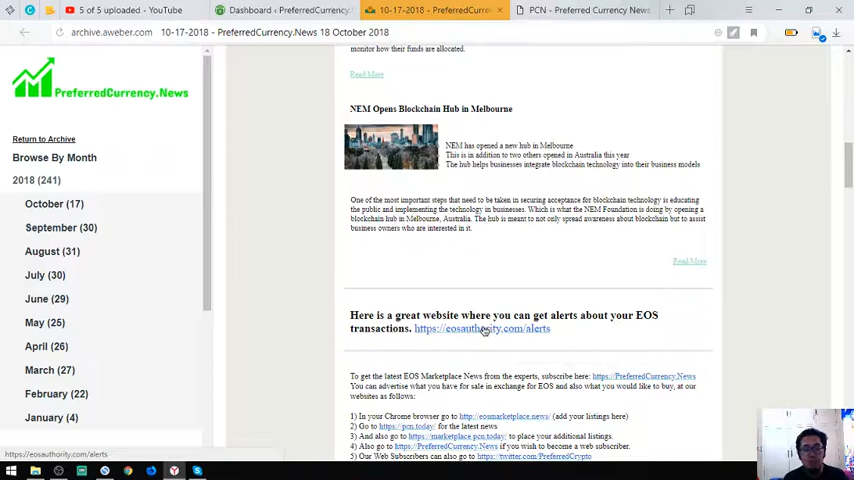 5 of 5 uploaded - YouTube
Dashboard ‹ PreferredCurrency.
10-17-2018 - PreferredCurren
PCN - Preferred Currency News
archive.aweber.com
10-17-2018 - PreferredCurrency.News 18 October 2018
PreferredCurrency.News
Return to Archive
Browse By Month
2018 (241)
October (17)
September (30)
August (31)
July (30)
June (29)
May (25)
April (26)
March (27)
February (22)
January (4)
monitor how their funds are allocated.
Read More
NEM Opens Blockchain Hub in Melbourne
NEM has opened a new hub in Melbourne
This is in addition to two others opened in Australia this year
The hub helps businesses integrate blockchain technology into their business models
One of the most important steps that need to be taken in securing acceptance for blockchain technology is educating
the public and implementing the technology in businesses. Which is what the NEM Foundation is doing by opening a
blockchain hub in Melbourne, Australia. The hub is meant to not only spread awareness about blockchain but to assist
business owners who are interested in it.
Read More
Here is a great website where you can get alerts about your EOS
transactions. https://eosauthority.com/alerts
To get the latest EOS Marketplace News from the experts, subscribe here: https://PreferredCurrency.News
You can advertise what you have for sale in exchange for EOS and also what you would like to buy, at our
websites as follows:
1) In your Chrome browser go to http://eosmarketplace.news/ (add your listings here)
2) Go to https://pcn.today/ for the latest news
3) And also go to https://marketplace.pcn.today/ to place your additional listings.
4) Also go to https://PreferredCurrency.News if you wish to become a web subscriber.
5) Our Web Subscribers can also go to https://twitter.com/PreferredCrypto
https://eosauthority.com/alerts